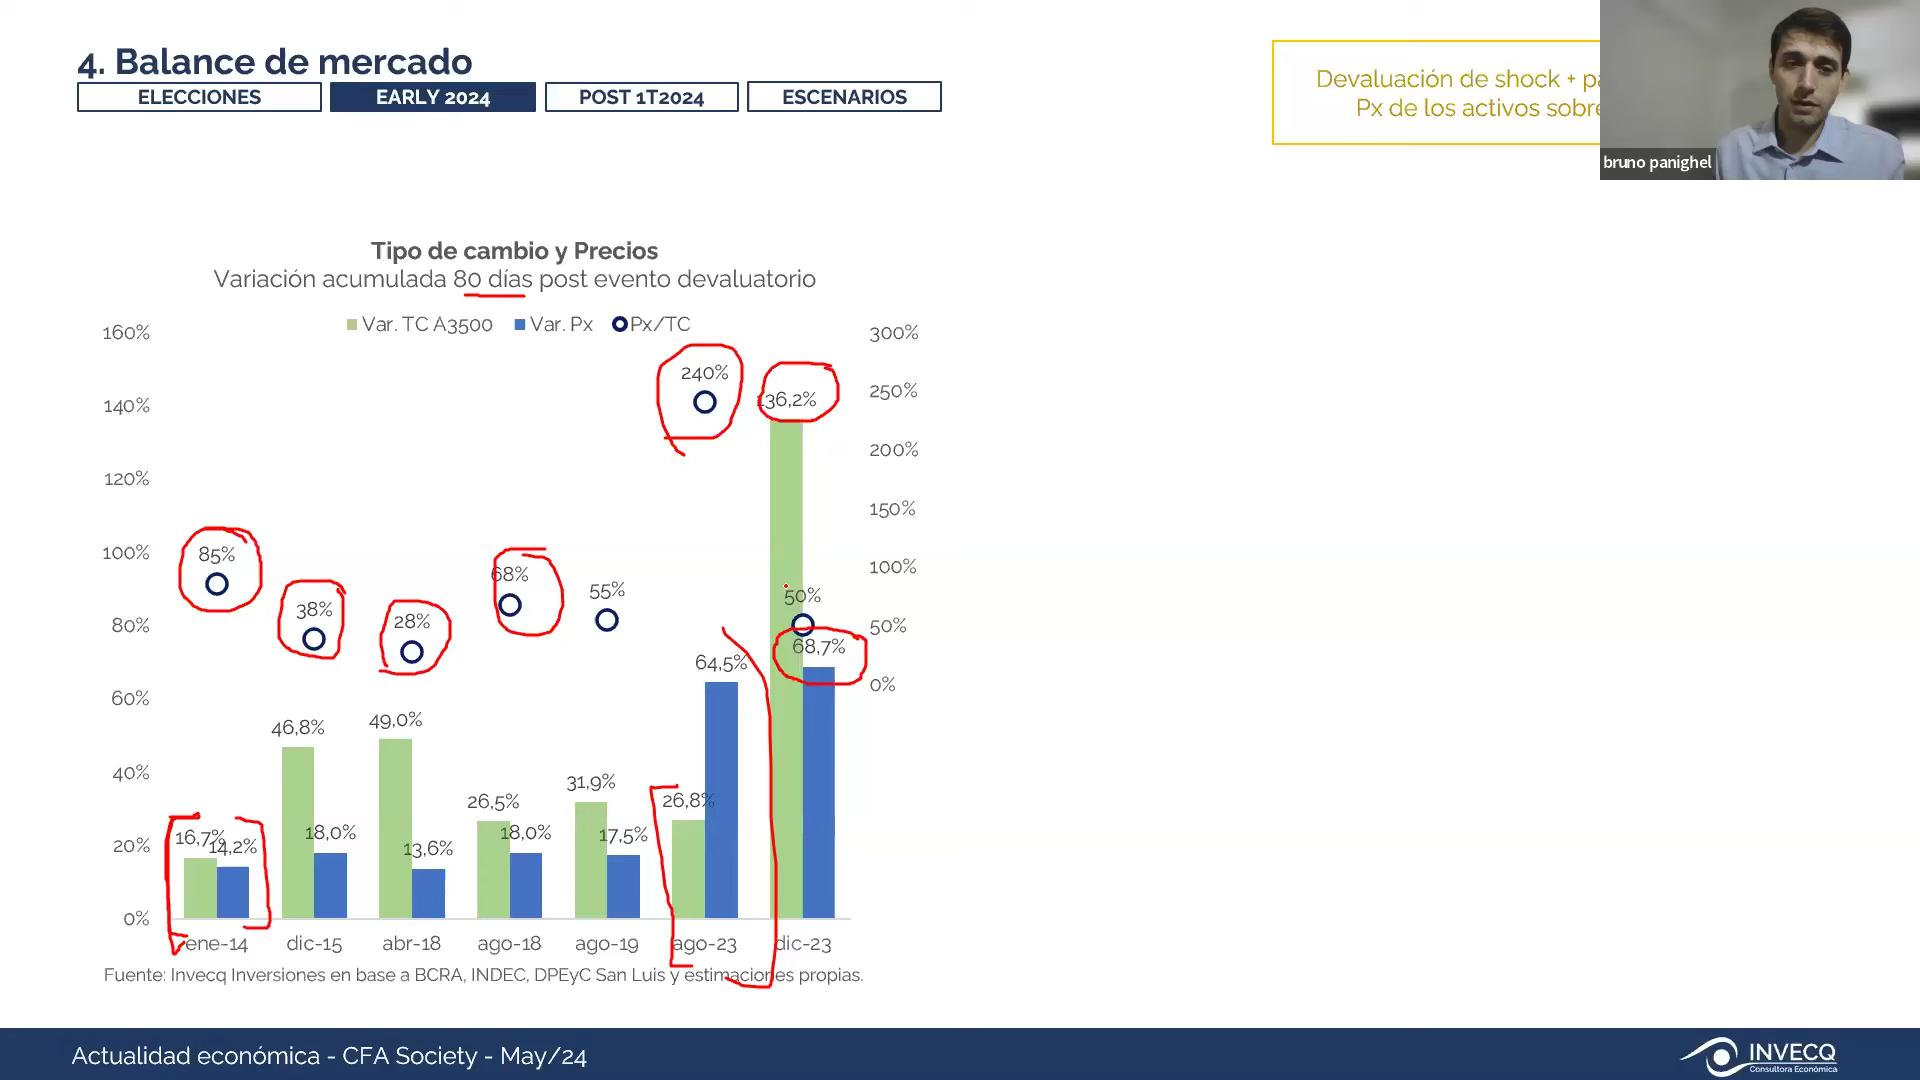 4. Balance de mercado
ELECCIONES
EARLY 2024
POST 1T2024
ESCENARIOS
Devaluación de shock +
Px de los activos
bruno panighel
Tipo de cambio y Precios
Variación acumulada 80 días post evento devaluatorio
Var. TC A3500
Var. Px
Px/TC
160%
140%
120%
100%
80%
60%
40%
20%
0%
300%
250%
200%
150%
100%
50%
0%
85%
38%
28%
68%
55%
240%
50%
16,7%
14,2%
46,8%
18,0%
49,0%
13,6%
26,5%
18,0%
31,9%
17,5%
26,8%
64,5%
136,2%
68,7%
ene-14
dic-15
abr-18
ago-18
ago-19
ago-23
dic-23
Fuente: Invecq Inversiones en base a BCRA, INDEC, DPEyC San Luis y estimaciones propias.
Actualidad económica - CFA Society - May/24
INVECQ
Consultora Económica